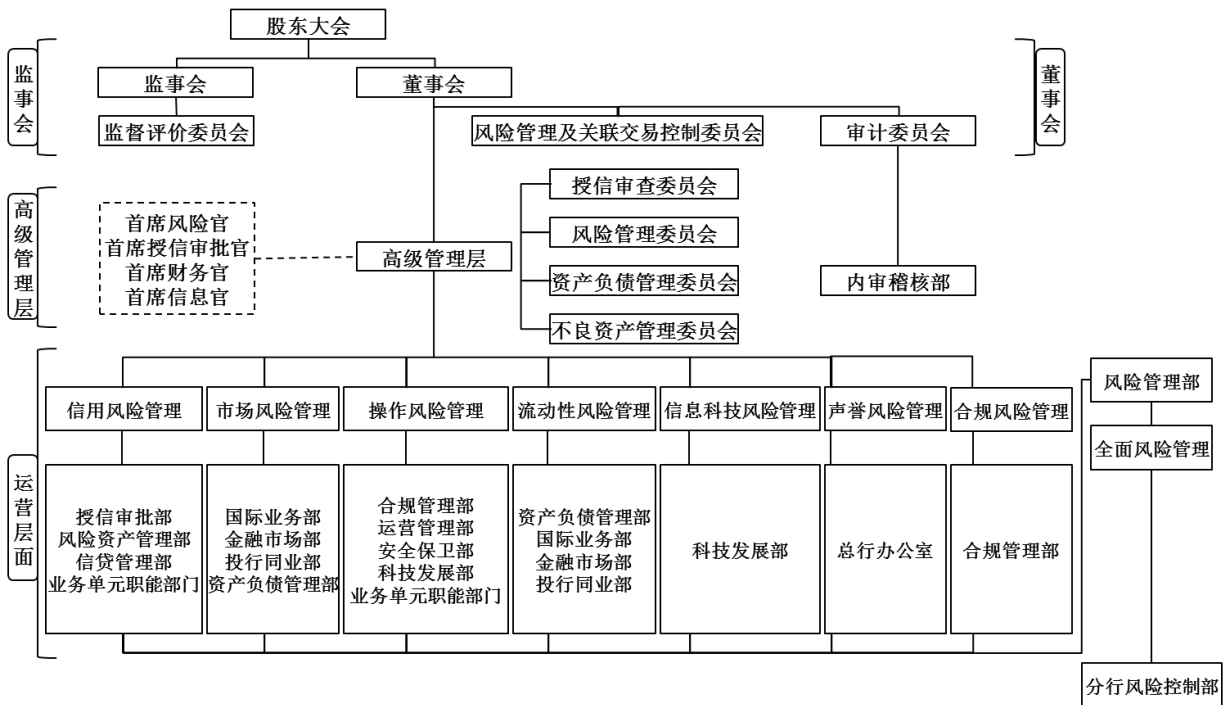 股东大会
监事会
董事会
监事会
董事会
监督评价委员会
风险管理及关联交易控制委员会
审计委员会
高级管理层
首席风险官
首席授信审批官
首席财务官
首席信息官
高级管理层
授信审查委员会
风险管理委员会
资产负债管理委员会
不良资产管理委员会
内审稽核部
运营层面
信用风险管理
市场风险管理
操作风险管理
流动性风险管理
信息科技风险管理
声誉风险管理
合规风险管理
风险管理部
全面风险管理
授信审批部
风险资产管理部
信贷管理部
业务单元职能部门
国际业务部
金融市场部
投行同业部
资产负债管理部
合规管理部
运营管理部
安全保卫部
科技发展部
业务单元职能部门
资产负债管理部
国际业务部
金融市场部
投行同业部
科技发展部
总行办公室
合规管理部
分行风险控制部